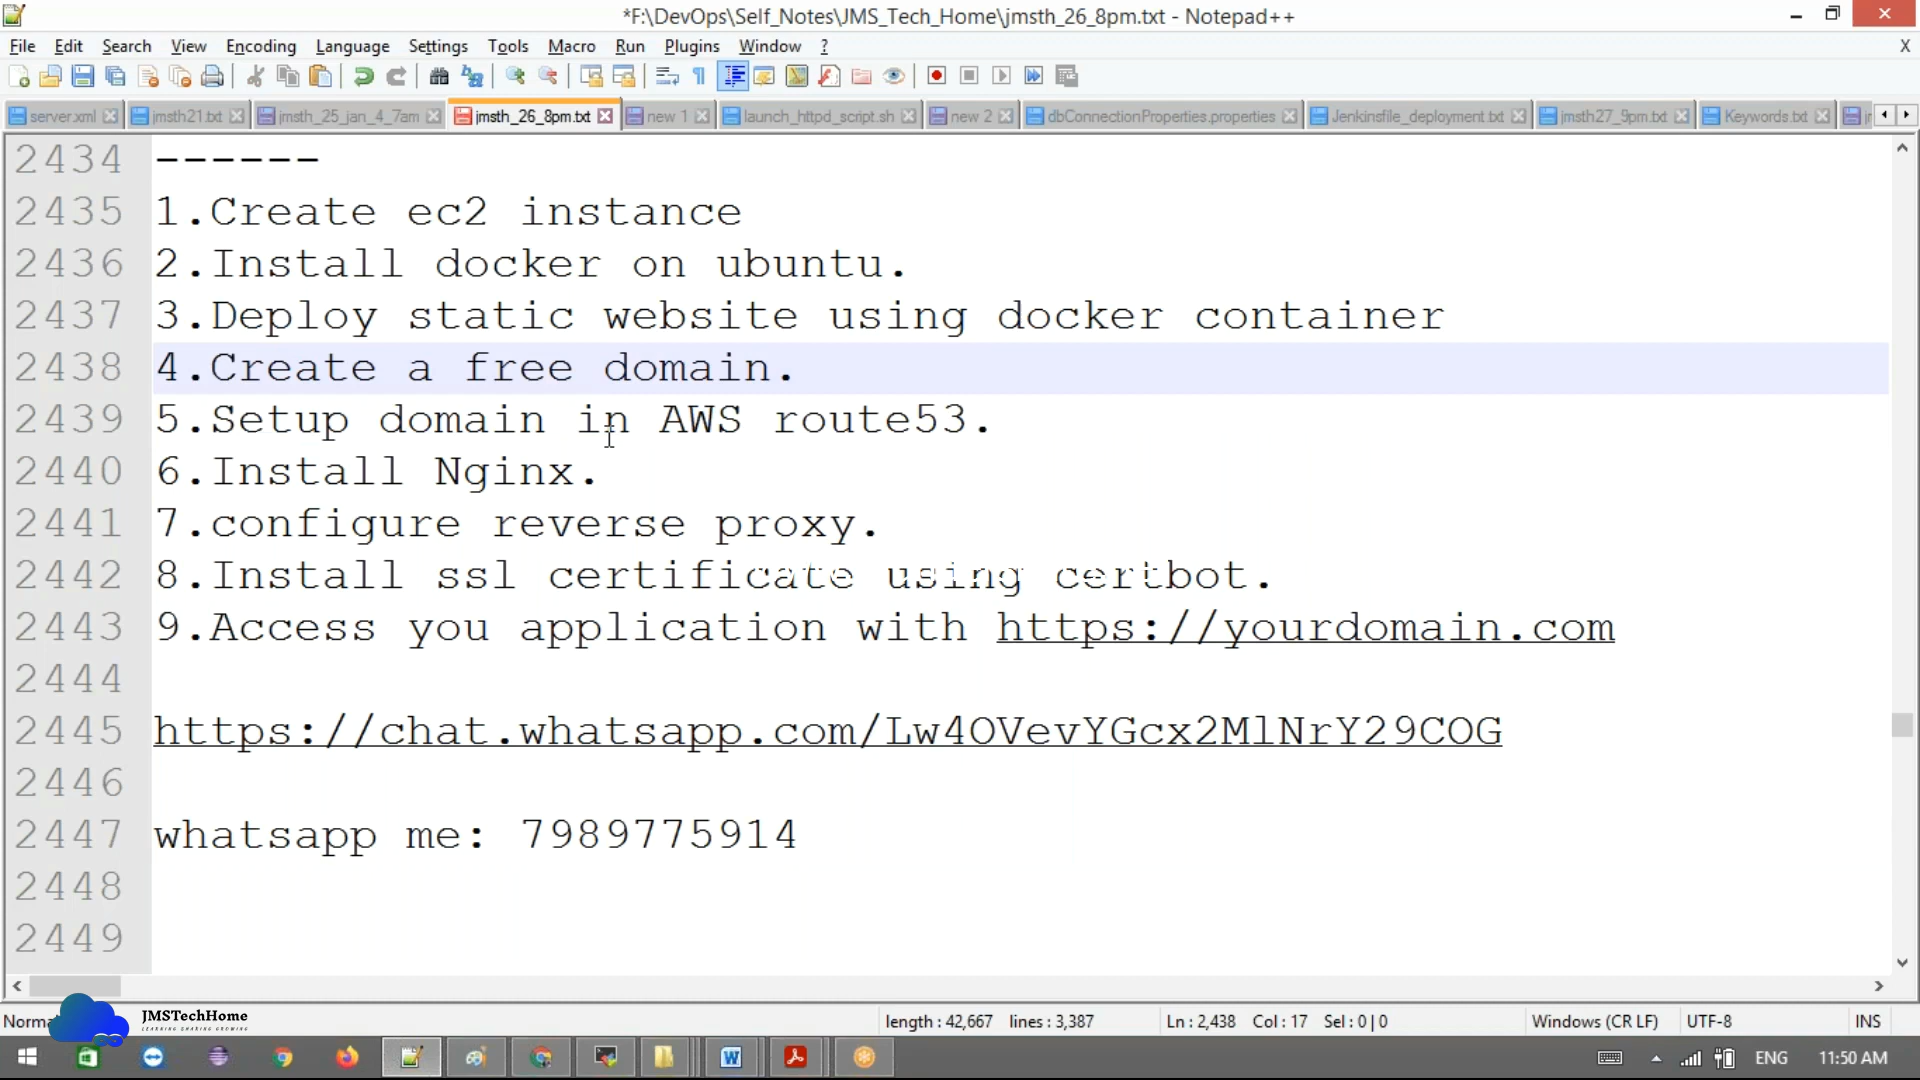 *F:\DevOps\Self_Notes\JMS_Tech_Home\jmsth_26_8pm.txt - Notepad++
File Edit Search View Encoding Language Settings Tools Macro Run Plugins Window ? X
server.xml jmsth21.txt jmsth_25_jan_4_7am jmsth_26_8pm.txt new 1 launch_httpd_script.sh new 2 dbConnectionProperties.properties Jenkinsfile_deployment.txt jmsth27_9pm.txt Keywords.txt
2434 ------
2435 1.Create ec2 instance
2436 2.Install docker on ubuntu.
2437 3.Deploy static website using docker container
2438 4.Create a free domain.
2439 5.Setup domain in AWS route53.
2440 6.Install Nginx.
2441 7.configure reverse proxy.
2442 8.Install ssl certificate using certbot.
2443 9.Access you application with https://yourdomain.com
2444
2445 https://chat.whatsapp.com/Lw4OVevYGcx2MlNrY29COG
2446
2447 whatsapp me: 7989775914
2448
2449
JMSTechHome
LEARNING SHARING GROWING
Norma length : 42,667 lines : 3,387 Ln : 2,438 Col : 17 Sel : 0 | 0 Windows (CR LF) UTF-8 INS
ENG 11:50 AM